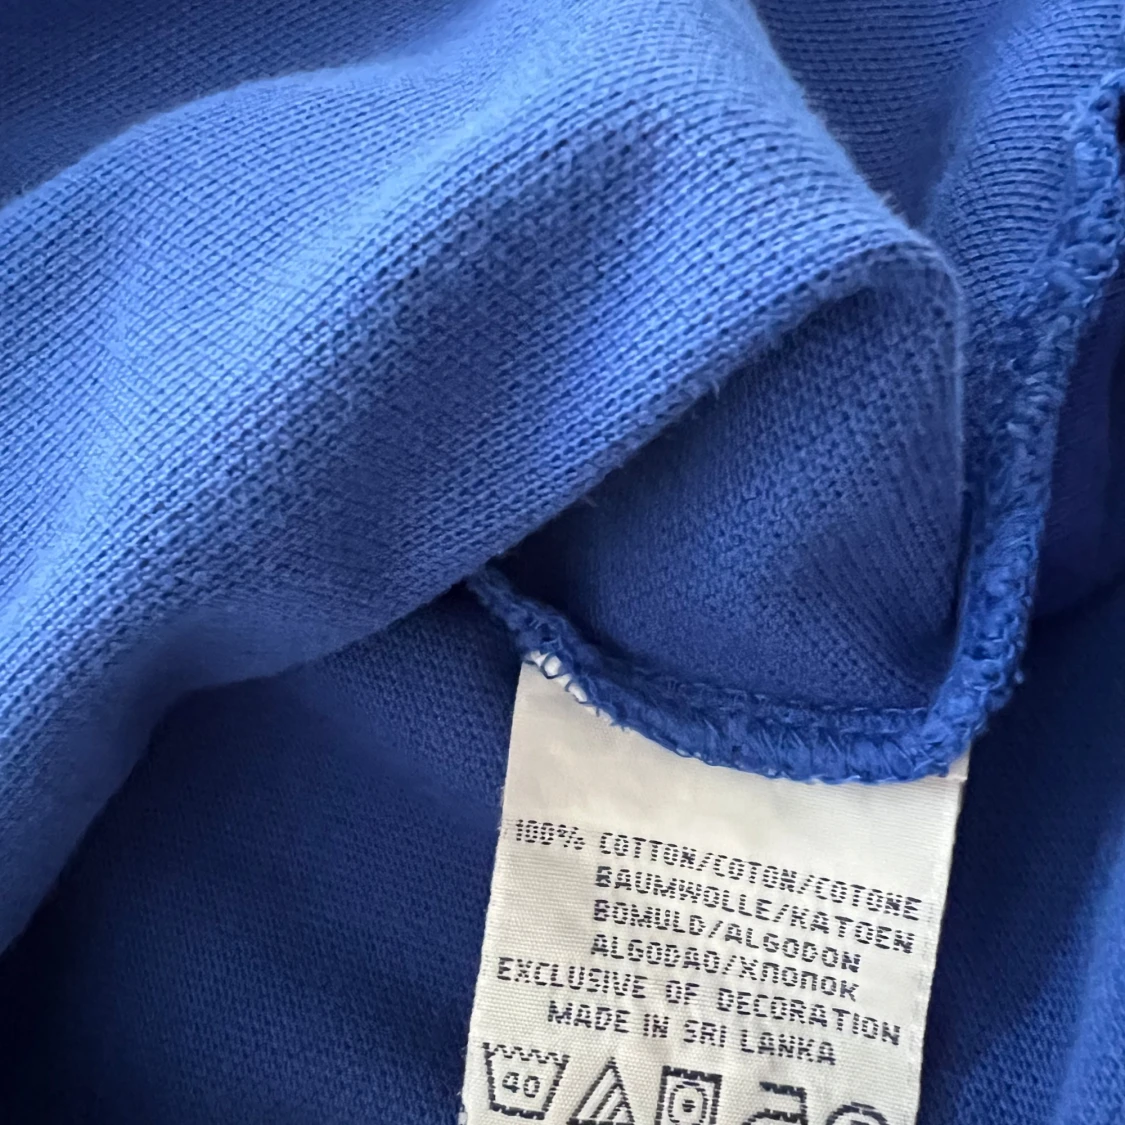 100% COTTON/COTON/COTONE
BAUMWOLLE/KATOEN
BOMULD/ALGODON
ALGODAO/ХЛОПОК
EXCLUSIVE OF DECORATION
MADE IN SRI LANKA
40